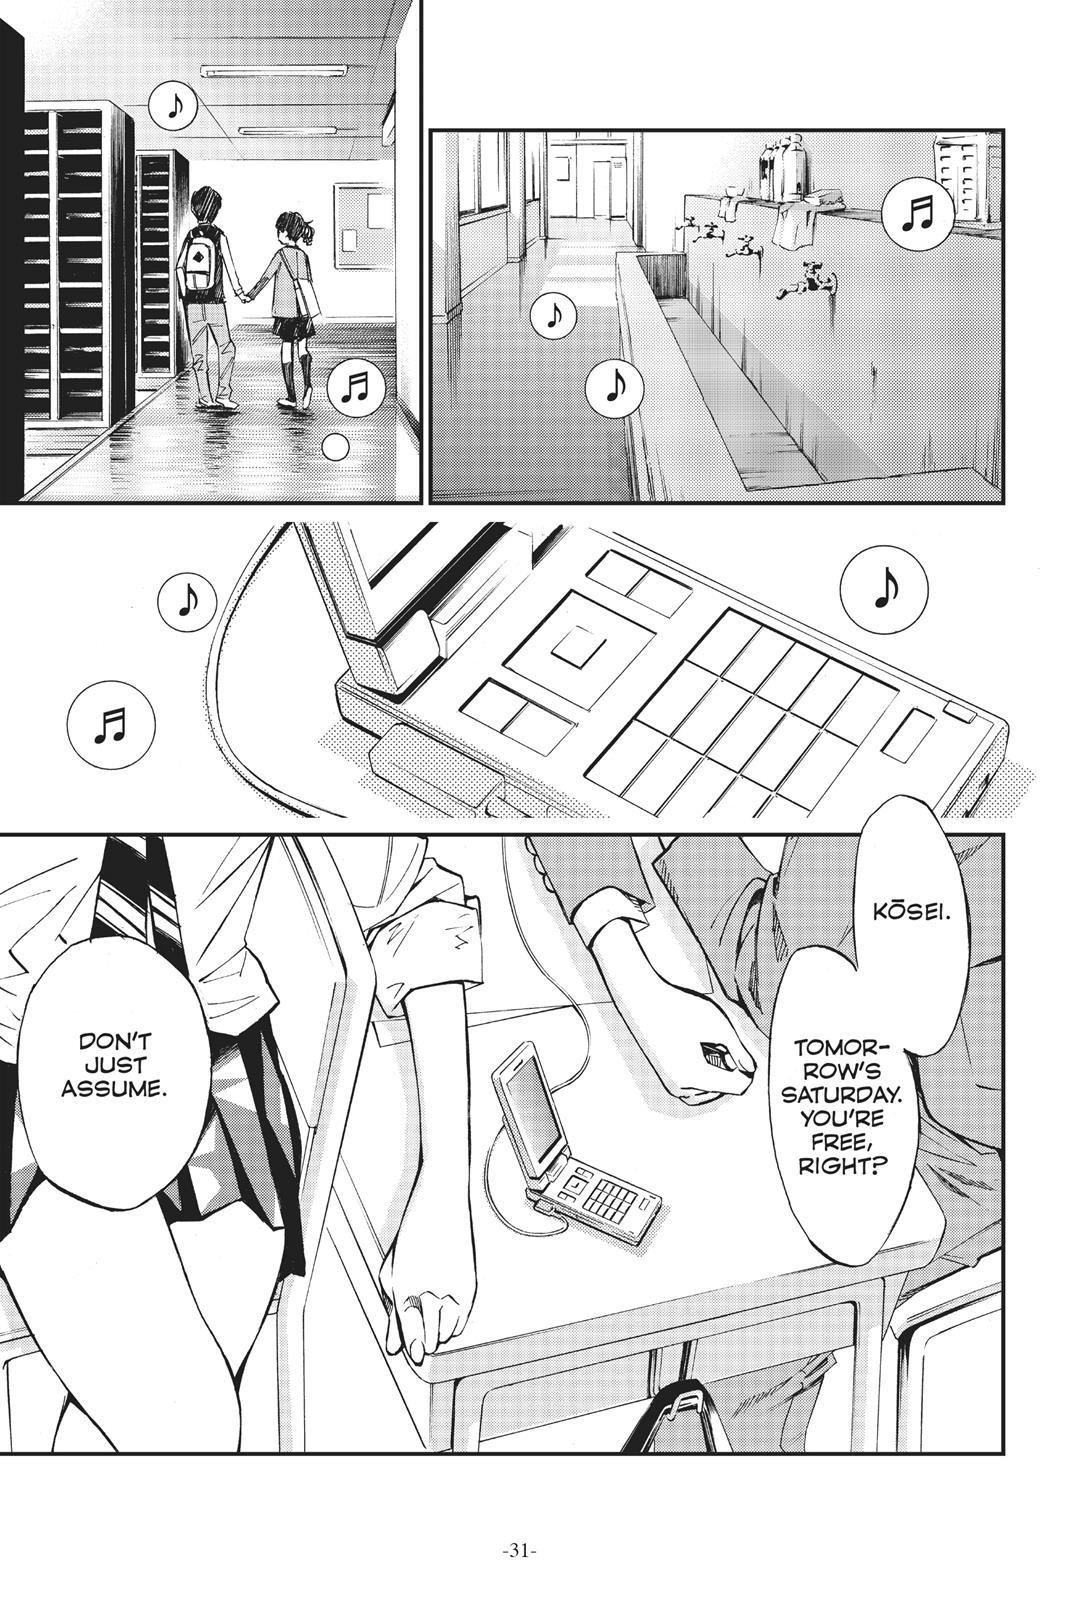 KŌSEI.
TOMOR-
ROW'S
SATURDAY.
YOU'RE
FREE,
RIGHT?
DON'T
JUST
ASSUME.
-31-